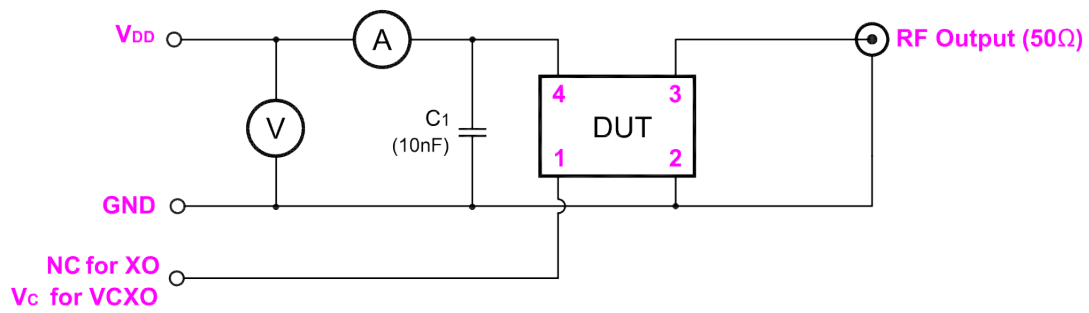 VDD
A
RF Output (50Ω)
4
3
V
C1
(10nF)
DUT
1
2
GND
NC for XO
Vc for VCXO